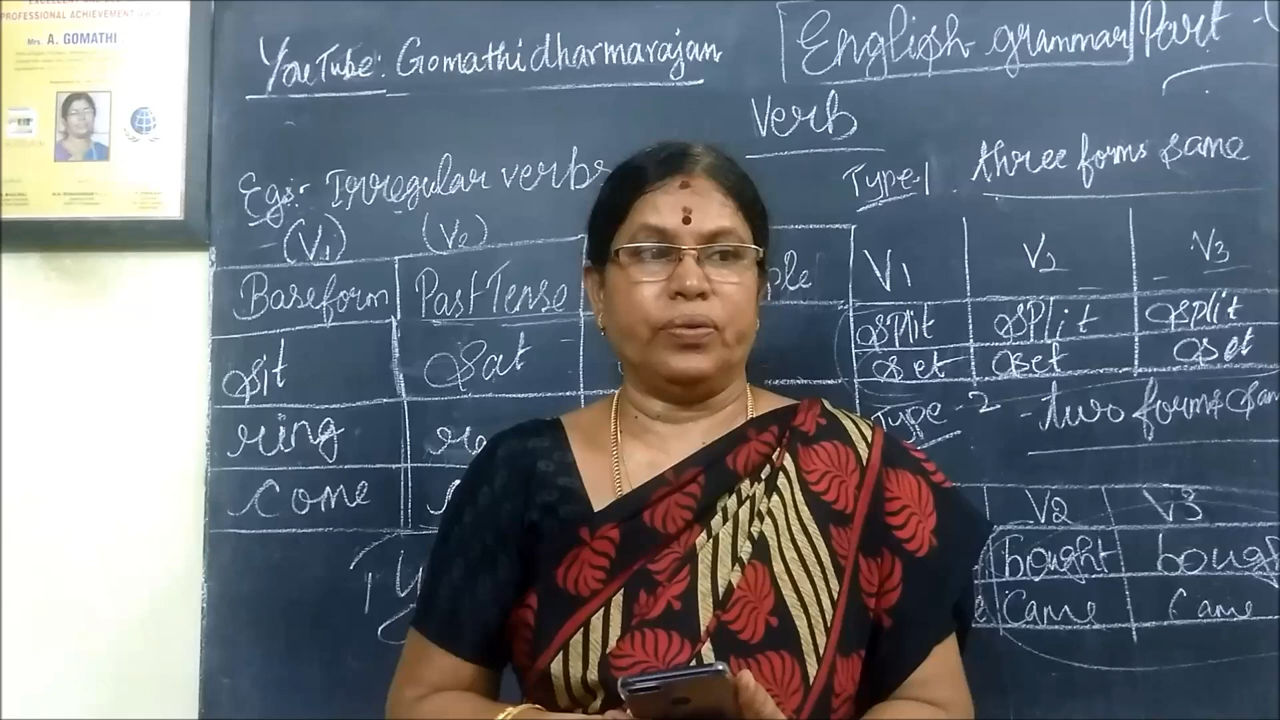 PROFESSIONAL ACHIEVEMENT
Mrs. A. GOMATHI
YouTube: Gomathidharmarajan
English grammar Part -
Verb
Egs:- Irregular verbs
Type-1 three forms same
(V1) (V2)
Baseform Past Tense
V1 V2 V3
split split split
set set set
sit sat
ring
come
Type - 2 - two forms
V2 V3
bought
Came Came